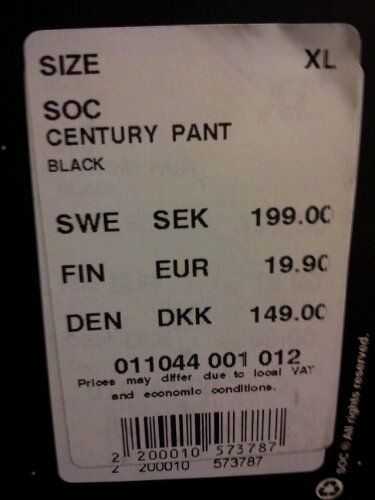 SIZE XL
SOC
CENTURY PANT
BLACK
SWE SEK 199.00
FIN EUR 19.90
DEN DKK 149.00
011044 001 012
Prices may differ due to local VAT
and economic conditions.
2 200010 573787
2 200010 573787
SOC © All rights reserved.